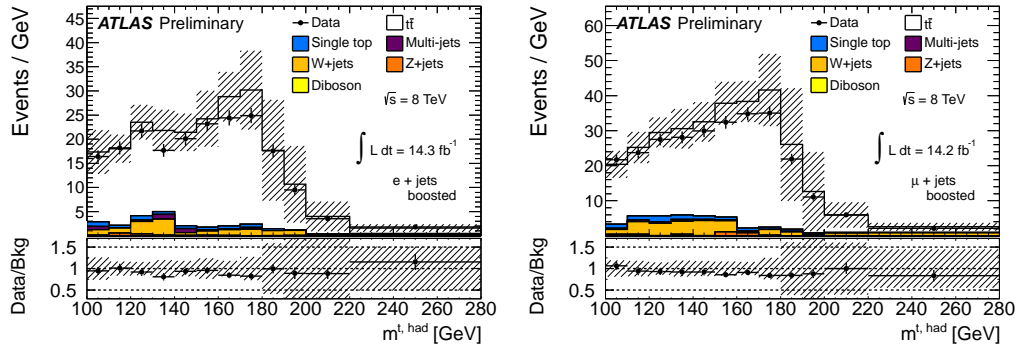 ATLAS Preliminary
Data
tt̄
Single top
Multi-jets
W+jets
Z+jets
Diboson
√s = 8 TeV
∫ L dt = 14.3 fb⁻¹
e + jets
boosted
Events / GeV
45
40
35
30
25
20
15
10
5
Data/Bkg
1.5
1
0.5
100 120 140 160 180 200 220 240 260 280
m^{t, had} [GeV]
ATLAS Preliminary
Data
tt̄
Single top
Multi-jets
W+jets
Z+jets
Diboson
√s = 8 TeV
∫ L dt = 14.2 fb⁻¹
μ + jets
boosted
Events / GeV
60
50
40
30
20
10
Data/Bkg
1.5
1
0.5
100 120 140 160 180 200 220 240 260 280
m^{t, had} [GeV]